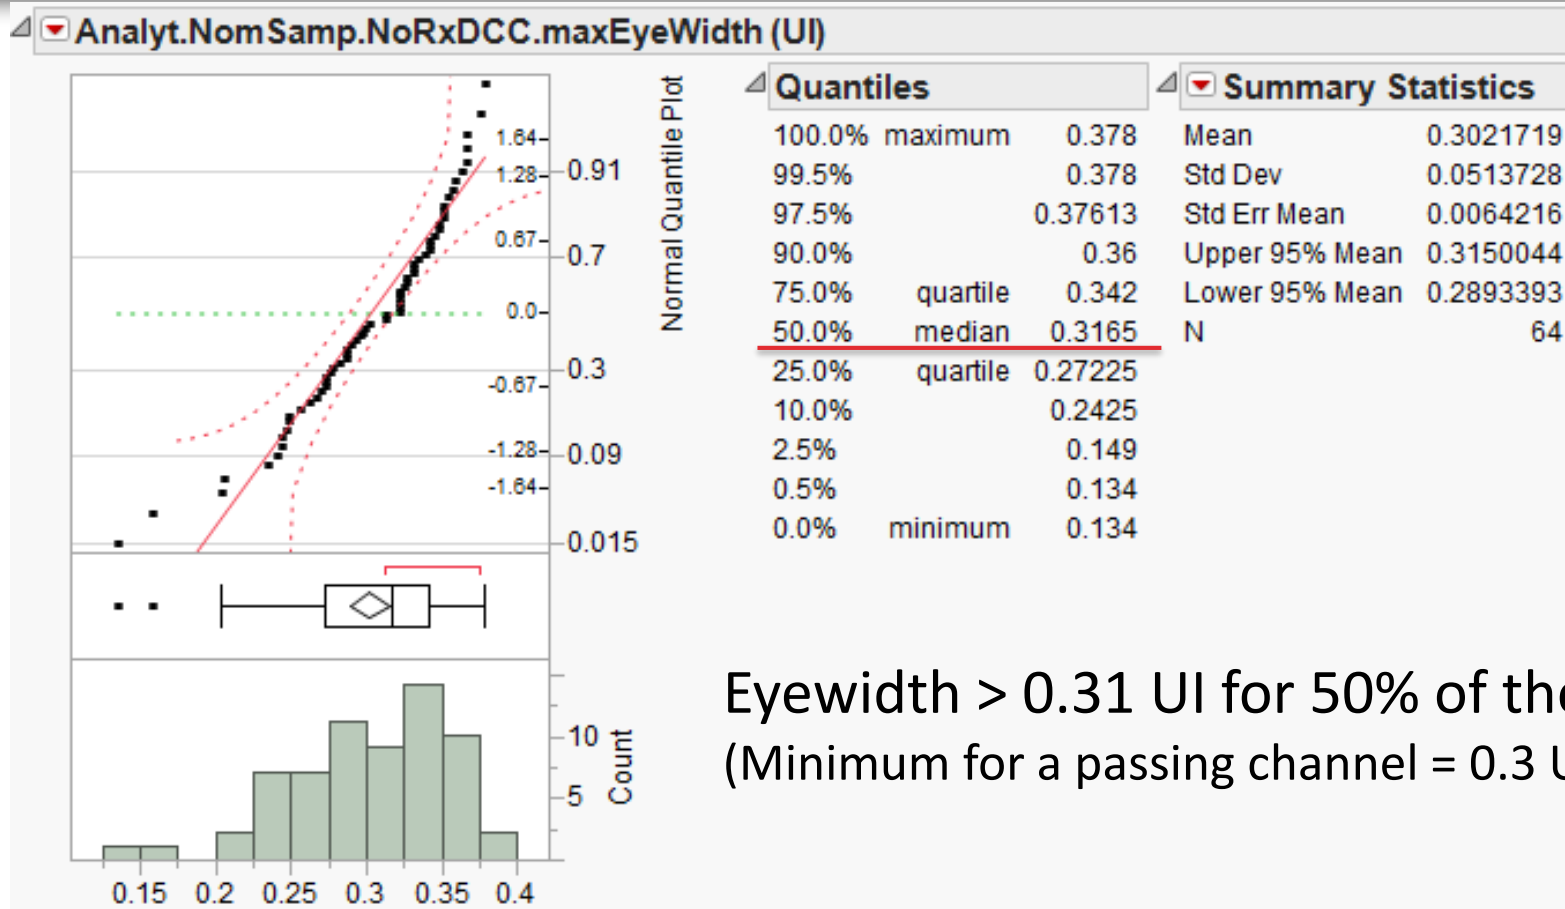 Analyt.NomSamp.NoRxDCC.maxEyeWidth (UI)
1.64
1.28
0.67
0.0
-0.67
-1.28
-1.64
0.91
0.7
0.3
0.09
0.015
Normal Quantile Plot
10
5
Count
0.15 0.2 0.25 0.3 0.35 0.4
Quantiles
100.0% maximum 0.378
99.5% 0.378
97.5% 0.37613
90.0% 0.36
75.0% quartile 0.342
50.0% median 0.3165
25.0% quartile 0.27225
10.0% 0.2425
2.5% 0.149
0.5% 0.134
0.0% minimum 0.134
Summary Statistics
Mean 0.3021719
Std Dev 0.0513728
Std Err Mean 0.0064216
Upper 95% Mean 0.3150044
Lower 95% Mean 0.2893393
N 64
Eyewidth > 0.31 UI for 50% of the
(Minimum for a passing channel = 0.3 U